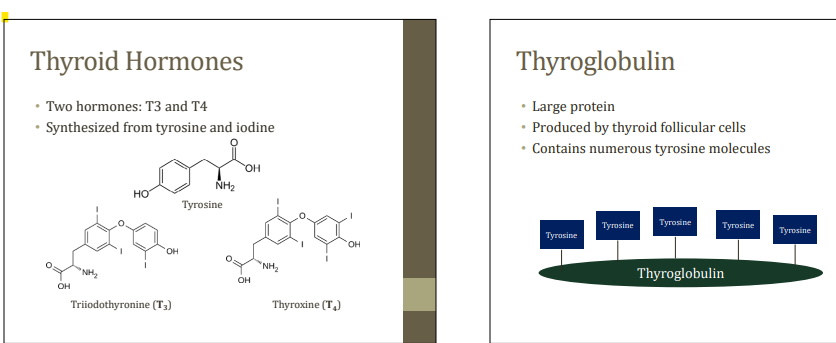 Thyroid Hormones
• Two hormones: T3 and T4
• Synthesized from tyrosine and iodine
O
OH
NH₂
HO
Tyrosine
I
O
I
I
OH
O
NH₂
OH
Triiodothyronine (T₃)
I
O
I
I
I
OH
O
NH₂
OH
Thyroxine (T₄)
Thyroglobulin
• Large protein
• Produced by thyroid follicular cells
• Contains numerous tyrosine molecules
Tyrosine
Tyrosine
Tyrosine
Tyrosine
Tyrosine
Thyroglobulin